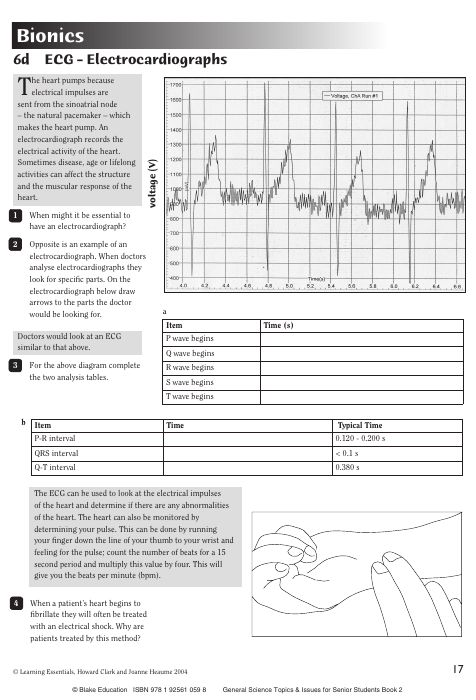 Bionics
6d ECG – Electrocardiographs
The heart pumps because
electrical impulses are
sent from the sinoatrial node
– the natural pacemaker – which
makes the heart pump. An
electrocardiograph records the
electrical activity of the heart.
Sometimes disease, age or lifelong
activities can affect the structure
and the muscular response of the
heart.
1 When might it be essential to
have an electrocardiograph?
2 Opposite is an example of an
electrocardiograph. When doctors
analyse electrocardiographs they
look for specific parts. On the
electrocardiograph below draw
arrows to the parts the doctor
would be looking for.
Doctors would look at an ECG
similar to that above.
3 For the above diagram complete
the two analysis tables.
voltage (V)
Voltage, ChA Run #1
1700
1600
1500
1400
1300
1200
1100
1000
900
800
700
600
500
400
Time(s)
4.0 4.2 4.4 4.6 4.8 5.0 5.2 5.4 5.6 5.8 6.0 6.2 6.4 6.6 6.8
a
Item Time (s)
P wave begins
Q wave begins
R wave begins
S wave begins
T wave begins
b
Item Time Typical Time
P-R interval 0.120 - 0.200 s
QRS interval < 0.1 s
Q-T interval 0.380 s
The ECG can be used to look at the electrical impulses
of the heart and determine if there are any abnormalities
of the heart. The heart can also be monitored by
determining your pulse. This can be done by running
your finger down the line of your thumb to your wrist and
feeling for the pulse; count the number of beats for a 15
second period and multiply this value by four. This will
give you the beats per minute (bpm).
4 When a patient's heart begins to
fibrillate they will often be treated
with an electrical shock. Why are
patients treated by this method?
© Learning Essentials, Howard Clark and Joanne Heaume 2004
17
© Blake Education ISBN 978 1 92561 059 8 General Science Topics & Issues for Senior Students Book 2